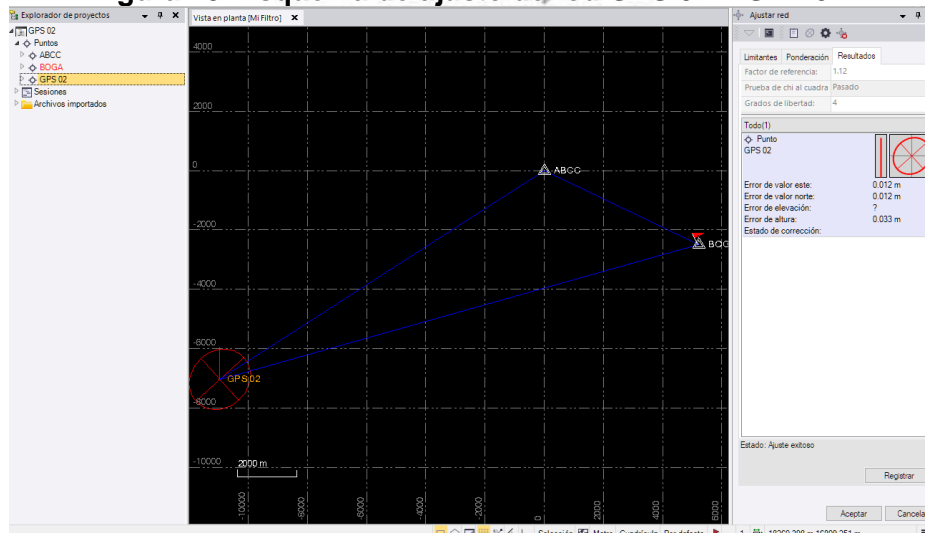 Explorador de proyectos
GPS 02
Puntos
ABCC
BOGA
GPS 02
Sesiones
Archivos importados
Vista en planta [Mi Filtro]
4000
2000
0
-2000
-4000
-6000
-8000
-10000
ABCC
BOG
GPS 02
2000 m
-10000
-8000
-6000
-4000
-2000
0
2000
4000
6000
Ajustar red
Limitantes Ponderación Resultados
Factor de referencia: 1.12
Prueba de chi al cuadra Pasado
Grados de libertad: 4
Todo(1)
Punto
GPS 02
Error de valor este: 0.012 m
Error de valor norte: 0.012 m
Error de elevación: ?
Error de altura: 0.033 m
Estado de corrección:
Estado: Ajuste exitoso
Registrar
Aceptar Cancela